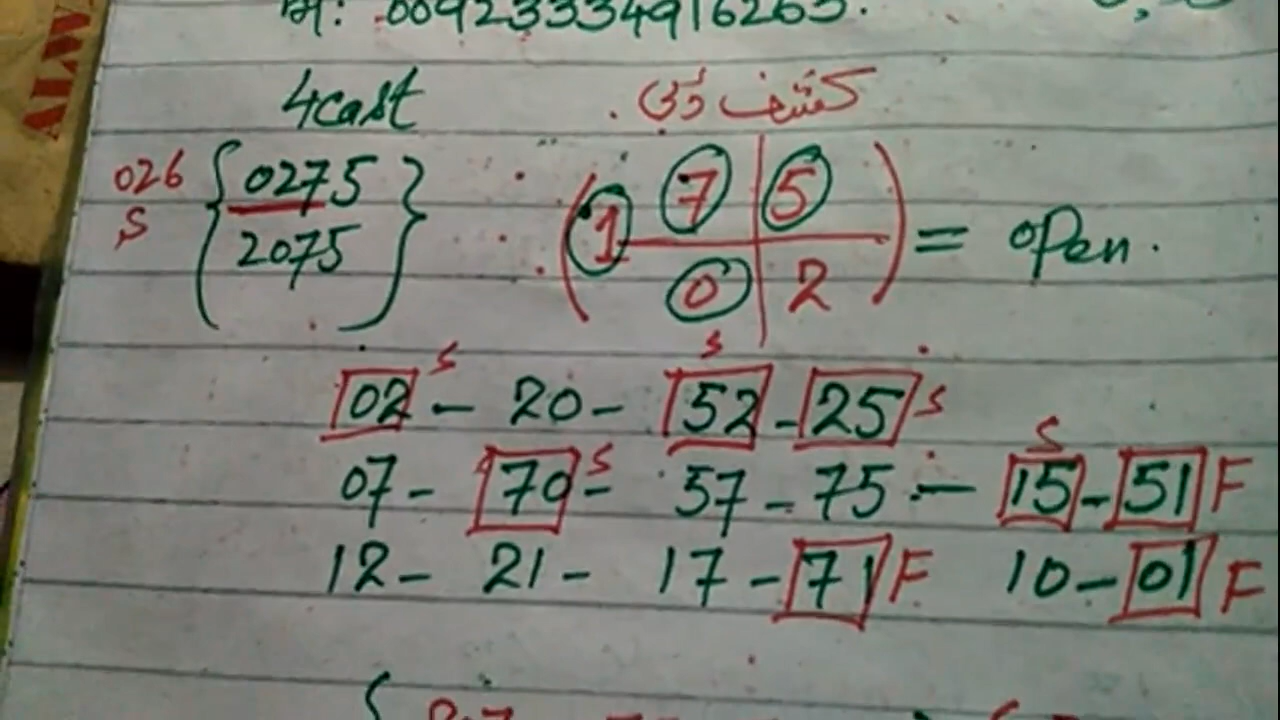 00923334916265.
4cast کشف دٔی.
026 {0275} (1 7 5) = open.
S {2075} 0 2
02 S - 20 - 52 S - 25 S
07 - 70 S - 57 - 75 - 15 S - 51 F
12 - 21 - 17 - 71 F 10 - 01 F